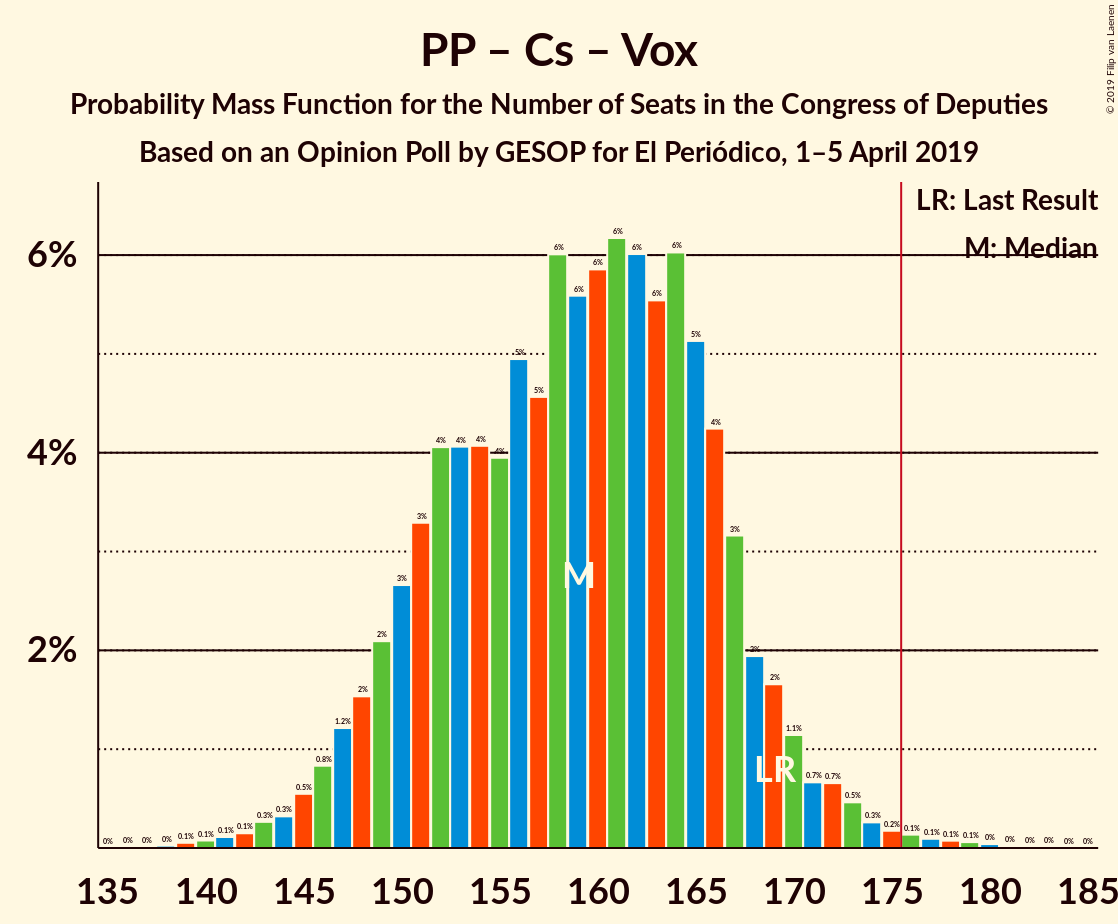 PP – Cs – Vox
Probability Mass Function for the Number of Seats in the Congress of Deputies
Based on an Opinion Poll by GESOP for El Periódico, 1–5 April 2019
© 2019 Filip van Laenen
LR: Last Result
M: Median
6%
4%
2%
0% 0% 0% 0% 0.1% 0.1% 0.1% 0.1% 0.3% 0.3% 0.5% 0.8% 1.2% 2% 2% 3% 3% 4% 4% 4% 4% 5% 5% 6% 6% 6% 6% 6% 6% 6% 5% 4% 3% 2% 2% 1.1% 0.7% 0.7% 0.5% 0.3% 0.2% 0.1% 0.1% 0.1% 0.1% 0% 0% 0% 0% 0% 0%
M
LR
135 140 145 150 155 160 165 170 175 180 185